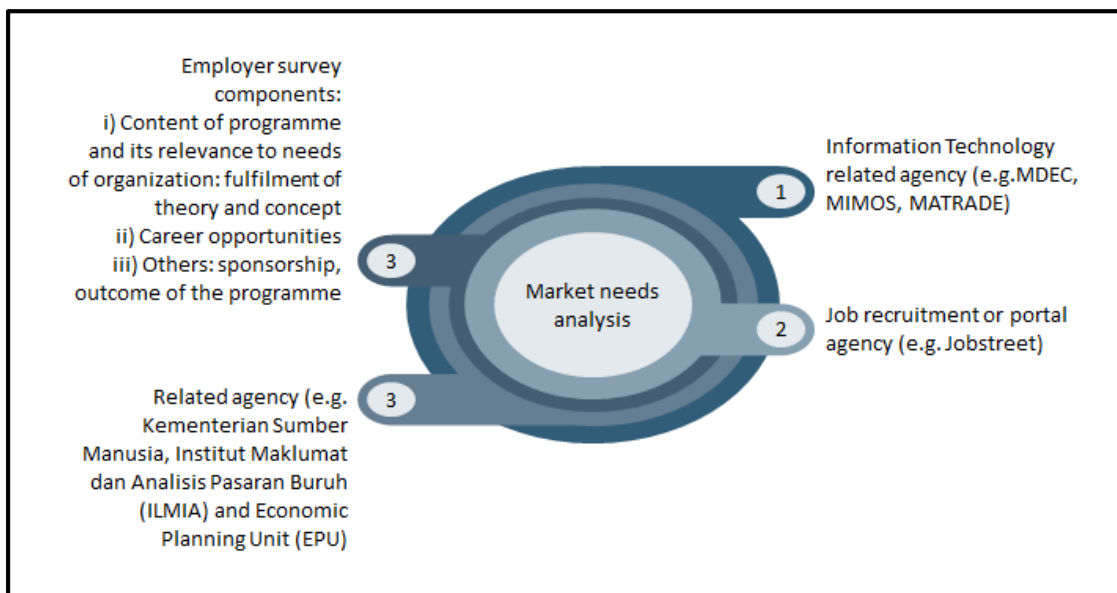 Employer survey
components:
i) Content of programme
and its relevance to needs
of organization: fulfilment of
theory and concept
ii) Career opportunities
iii) Others: sponsorship,
outcome of the programme
3
Related agency (e.g.
Kementerian Sumber
Manusia, Institut Maklumat
dan Analisis Pasaran Buruh
(ILMIA) and Economic
Planning Unit (EPU)
3
Market needs
analysis
1
Information Technology
related agency (e.g.MDEC,
MIMOS, MATRADE)
2
Job recruitment or portal
agency (e.g. Jobstreet)